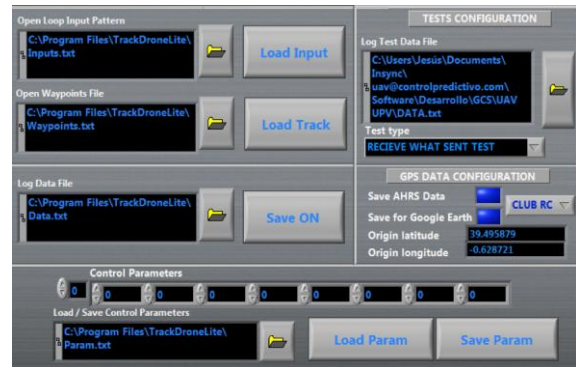 Open Loop Input Pattern
C:\Program Files\TrackDroneLite\
Inputs.txt
Load Input
Open Waypoints File
C:\Program Files\TrackDroneLite\
Waypoints.txt
Load Track
Log Data File
C:\Program Files\TrackDroneLite\
Data.txt
Save ON
TESTS CONFIGURATION
Log Test Data File
C:\Users\Jesús\Documents\
Insync\
uav@controlpredictivo.com\
Software\Desarrollo\GCS\UAV
UPV\DATA.txt
Test type
RECIEVE WHAT SENT TEST
GPS DATA CONFIGURATION
Save AHRS Data
CLUB RC
Save for Google Earth
Origin latitude 39.495879
Origin longitude -0.628721
Control Parameters
0 0 0 0 0 0 0 0 0
Load / Save Control Parameters
C:\Program Files\TrackDroneLite\
Param.txt
Load Param
Save Param